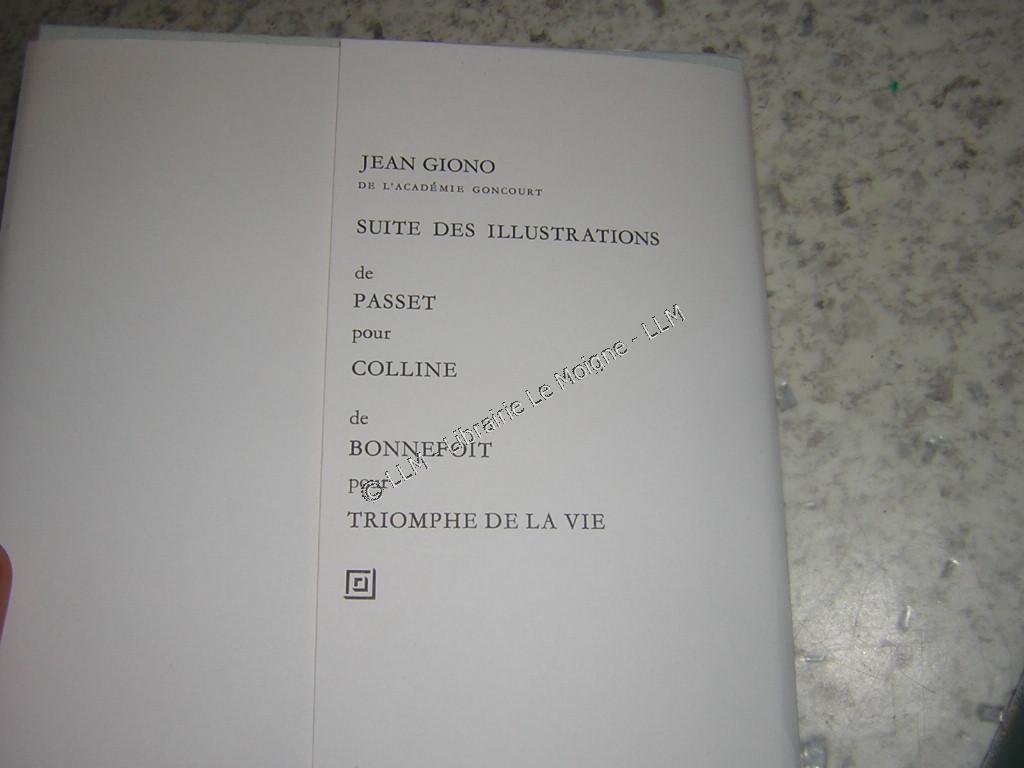 JEAN GIONO
DE L'ACADÉMIE GONCOURT
SUITE DES ILLUSTRATIONS
de
PASSET
pour
COLLINE
de
BONNEFOIT
pour
TRIOMPHE DE LA VIE
© LLM - Librairie Le Moigne - LLM